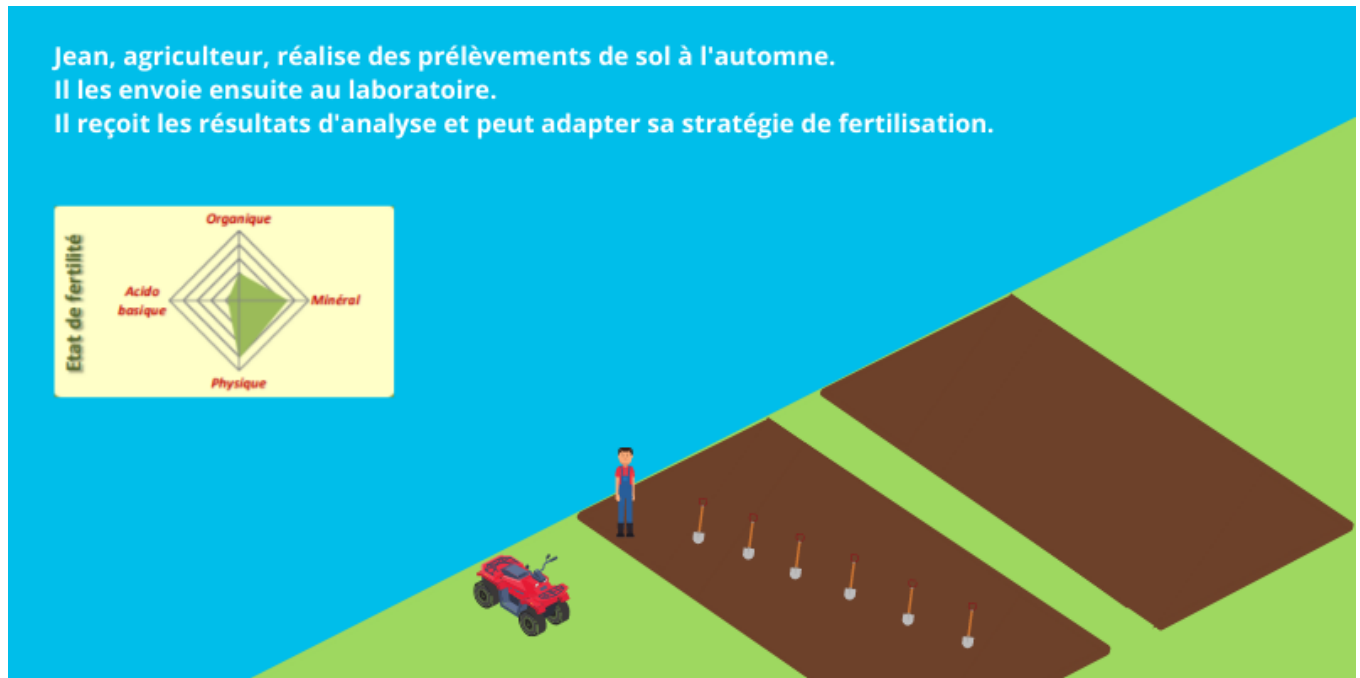 Jean, agriculteur, réalise des prélèvements de sol à l'automne.
Il les envoie ensuite au laboratoire.
Il reçoit les résultats d'analyse et peut adapter sa stratégie de fertilisation.
Etat de fertilité
Organique
Acido
basique
Minéral
Physique